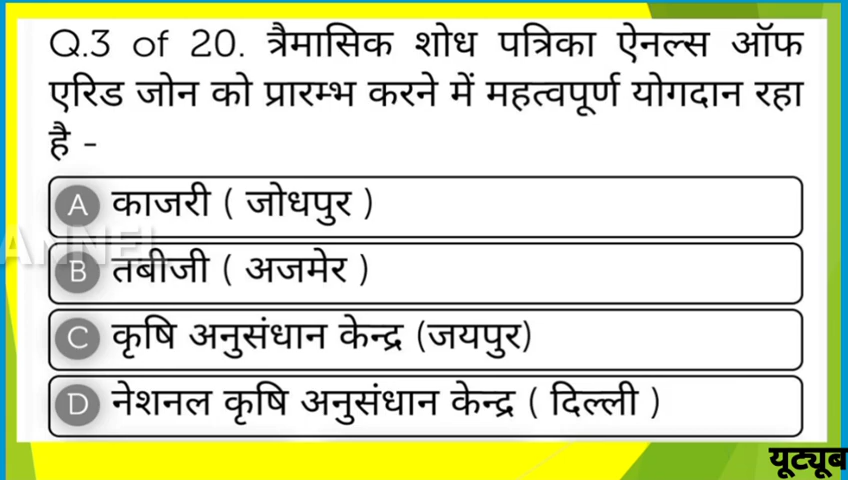 Q.3 of 20. त्रैमासिक शोध पत्रिका ऐनल्स ऑफ
एरिड जोन को प्रारम्भ करने में महत्वपूर्ण योगदान रहा
है -
A काजरी ( जोधपुर )
ANNEL
B तबीजी ( अजमेर )
C कृषि अनुसंधान केन्द्र (जयपुर)
D नेशनल कृषि अनुसंधान केन्द्र ( दिल्ली )
यूट्यूब